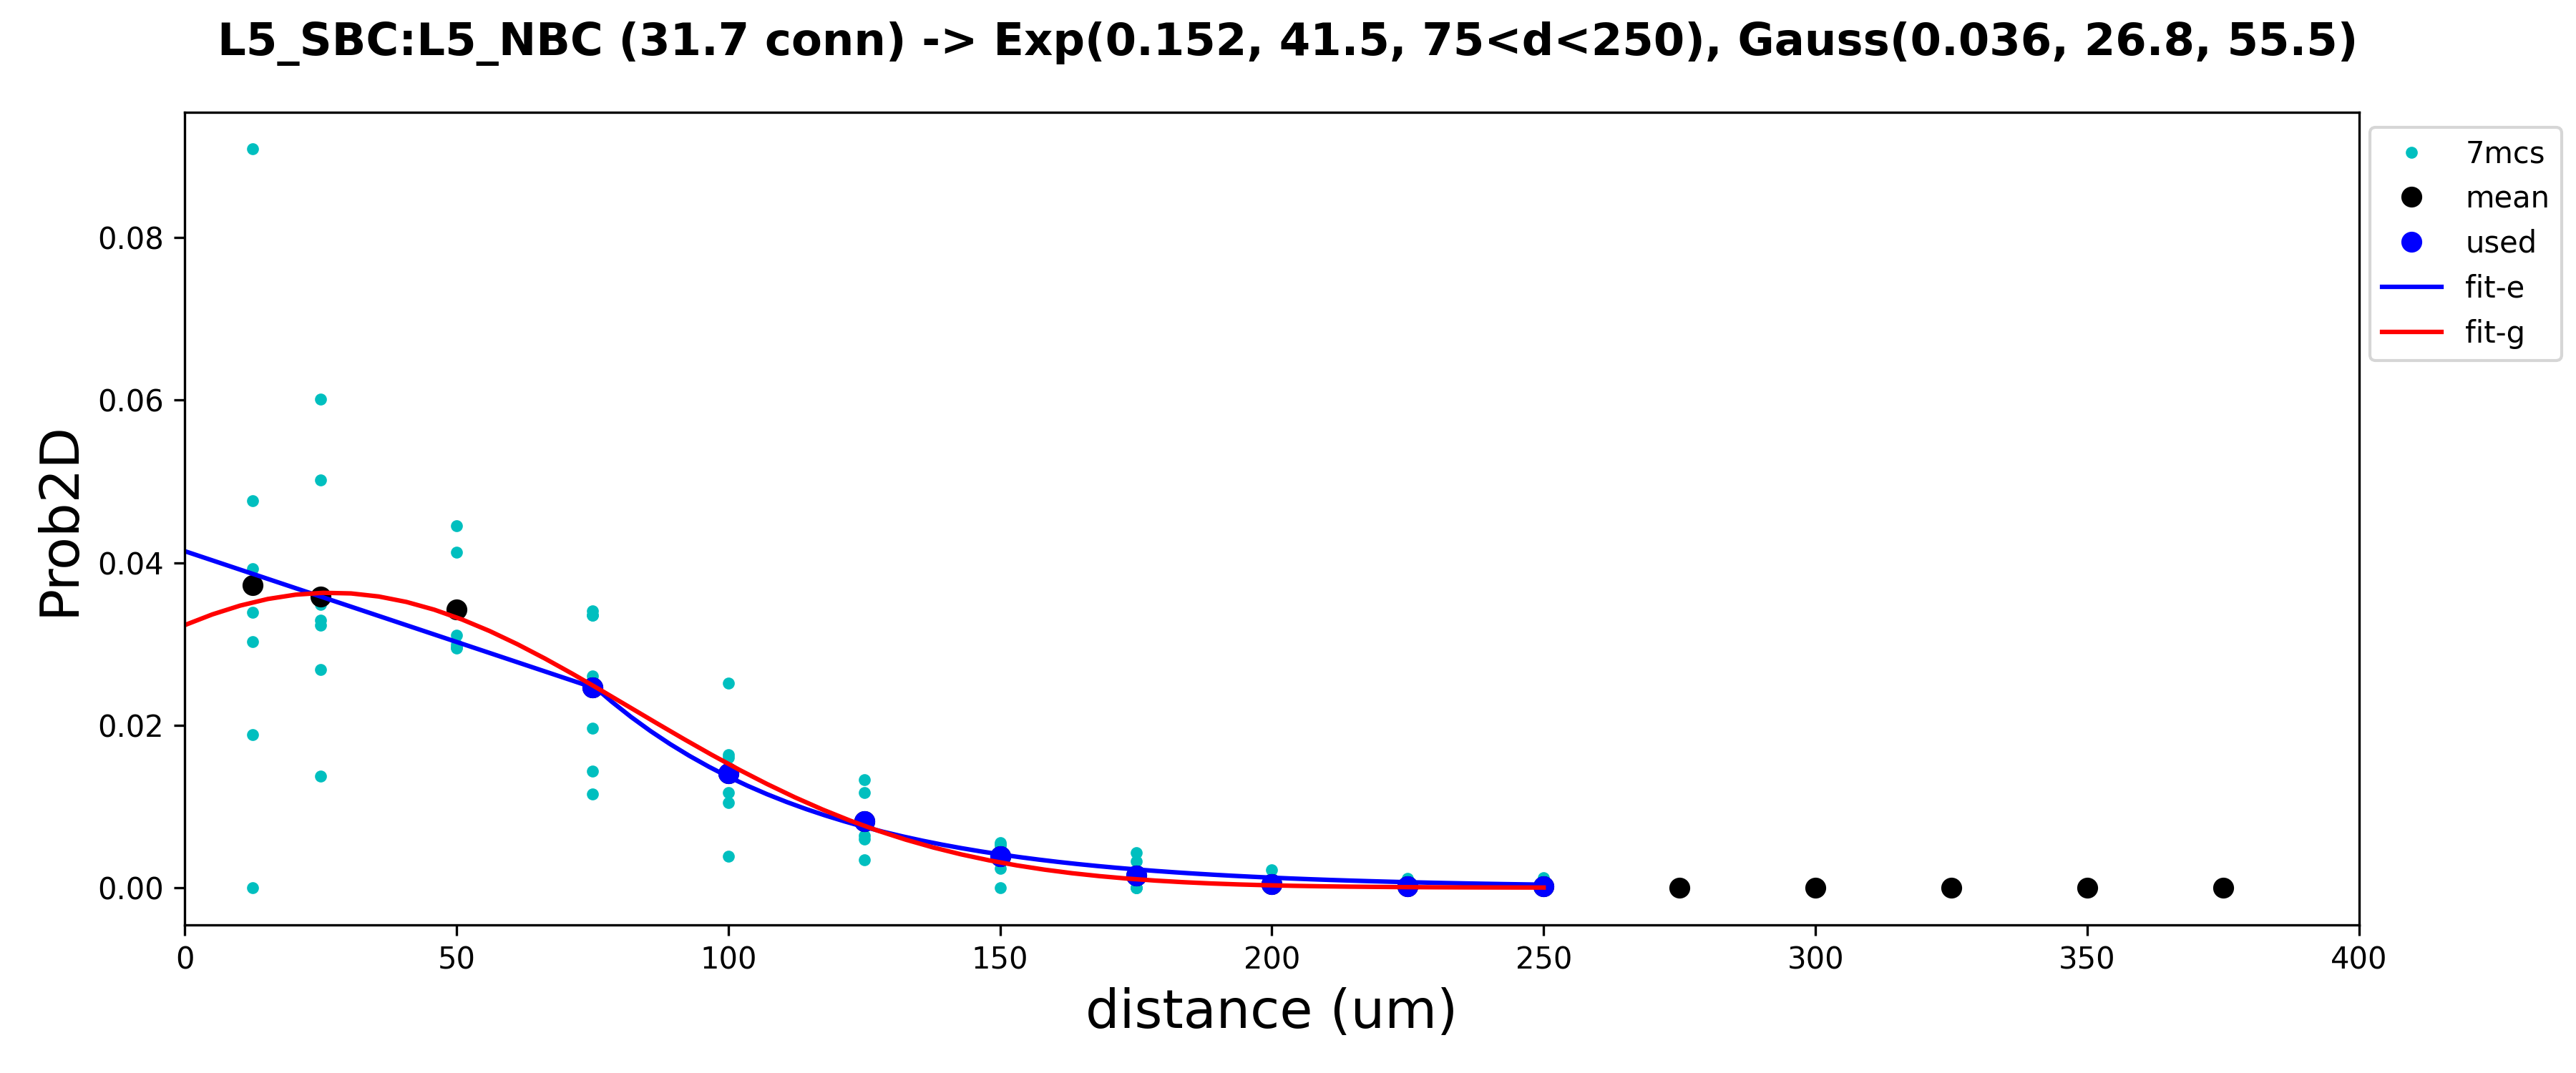 L5_SBC:L5_NBC (31.7 conn) -> Exp(0.152, 41.5, 75<d<250), Gauss(0.036, 26.8, 55.5)
7mcs
mean
used
fit-e
fit-g
Prob2D
0.08
0.06
0.04
0.02
0.00
0 50 100 150 200 250 300 350 400
distance (um)